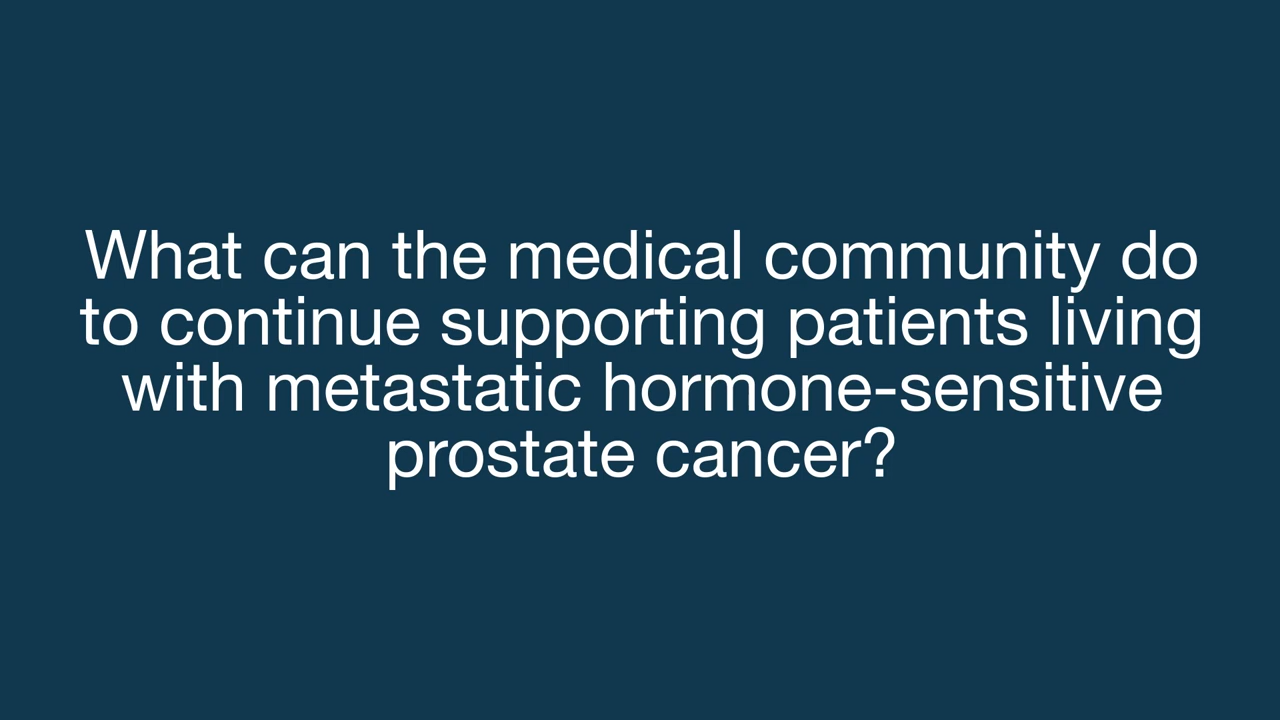 What can the medical community do
to continue supporting patients living
with metastatic hormone-sensitive
prostate cancer?